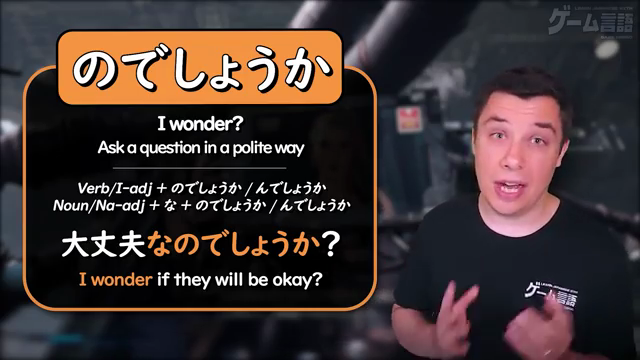 のでしょうか
I wonder?
Ask a question in a polite way
Verb/I-adj + のでしょうか / んでしょうか
Noun/Na-adj + な + のでしょうか / んでしょうか
大丈夫なのでしょうか?
I wonder if they will be okay?
ゲーム言語
ゲーム言語